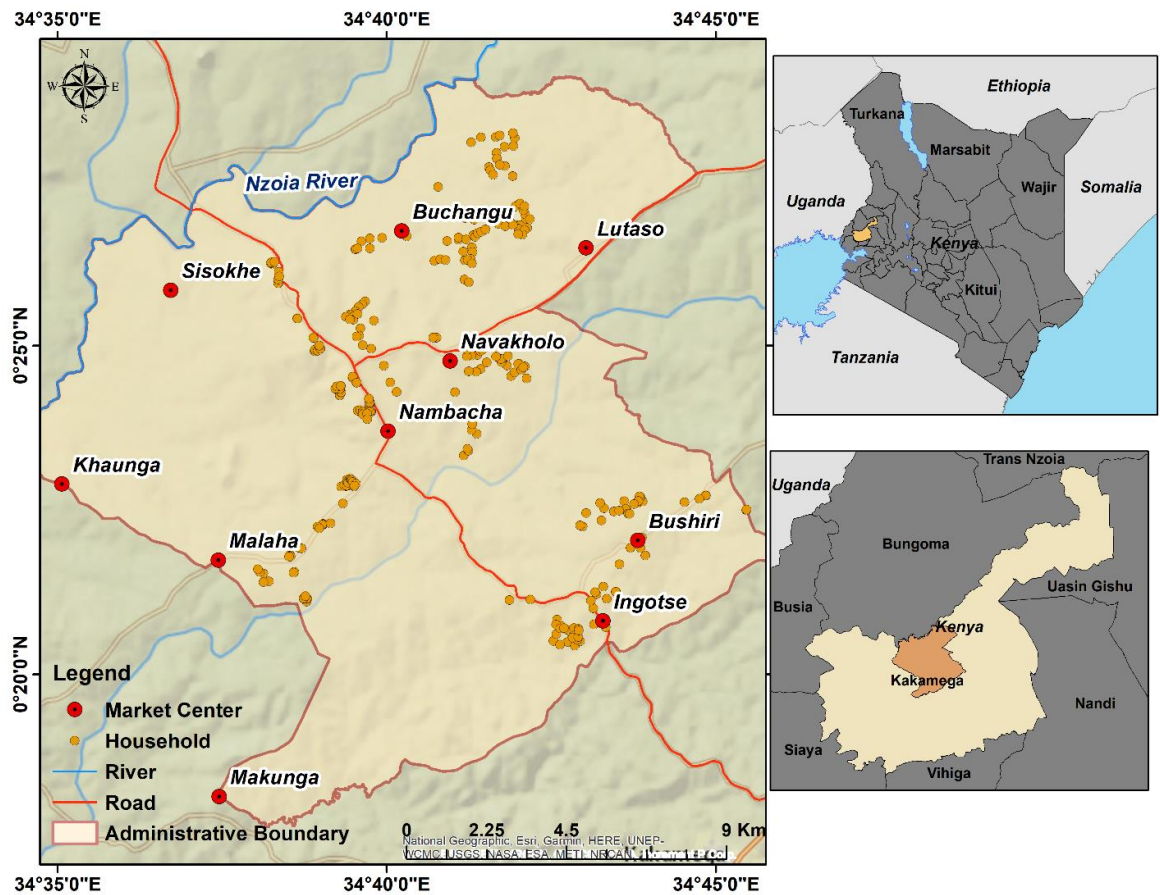 34°35'0"E
34°40'0"E
34°45'0"E
N
W
E
S
Nzoia River
Buchangu
Lutaso
Sisokhe
0°25'0"N
Navakholo
Nambacha
Khaunga
Malaha
Bushiri
Ingotse
0°20'0"N
Legend
Market Center
Household
River
Road
Administrative Boundary
Makunga
0
2.25
4.5
9 Km
National Geographic, Esri, Garmin, HERE, UNEP-
WCMC, USGS, NASA, ESA, METI, NRCAN,
34°35'0"E
34°40'0"E
34°45'0"E
Ethiopia
Turkana
Marsabit
Wajir
Somalia
Uganda
Kenya
Kitui
Tanzania
Trans Nzoia
Uganda
Bungoma
Uasin Gishu
Busia
Kenya
Kakamega
Nandi
Siaya
Vihiga